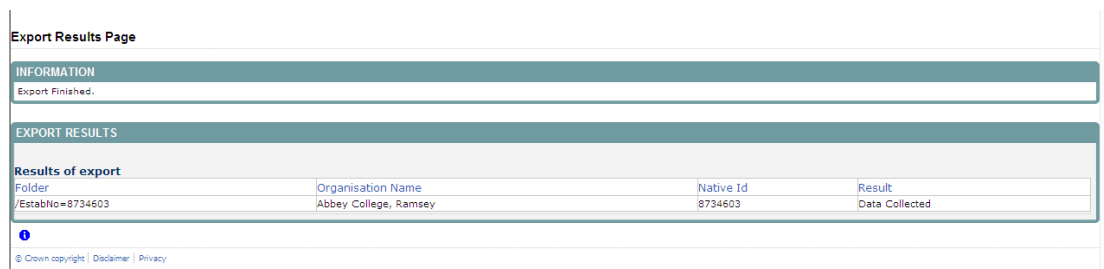 Export Results Page
INFORMATION
Export Finished.
EXPORT RESULTS
Results of export
Folder Organisation Name Native Id Result
/EstabNo=8734603 Abbey College, Ramsey 8734603 Data Collected
© Crown copyright | Disclaimer | Privacy